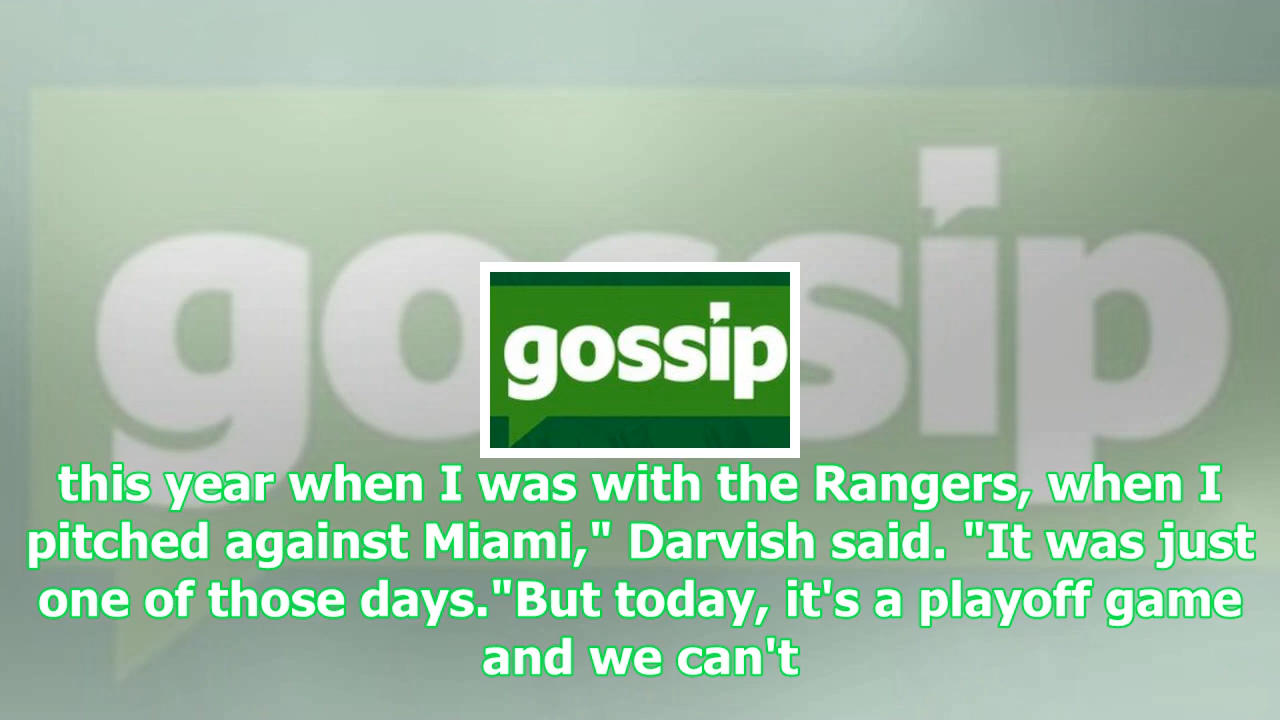 gossip
gossip
this year when I was with the Rangers, when I
pitched against Miami," Darvish said. "It was just
one of those days."But today, it's a playoff game
and we can't